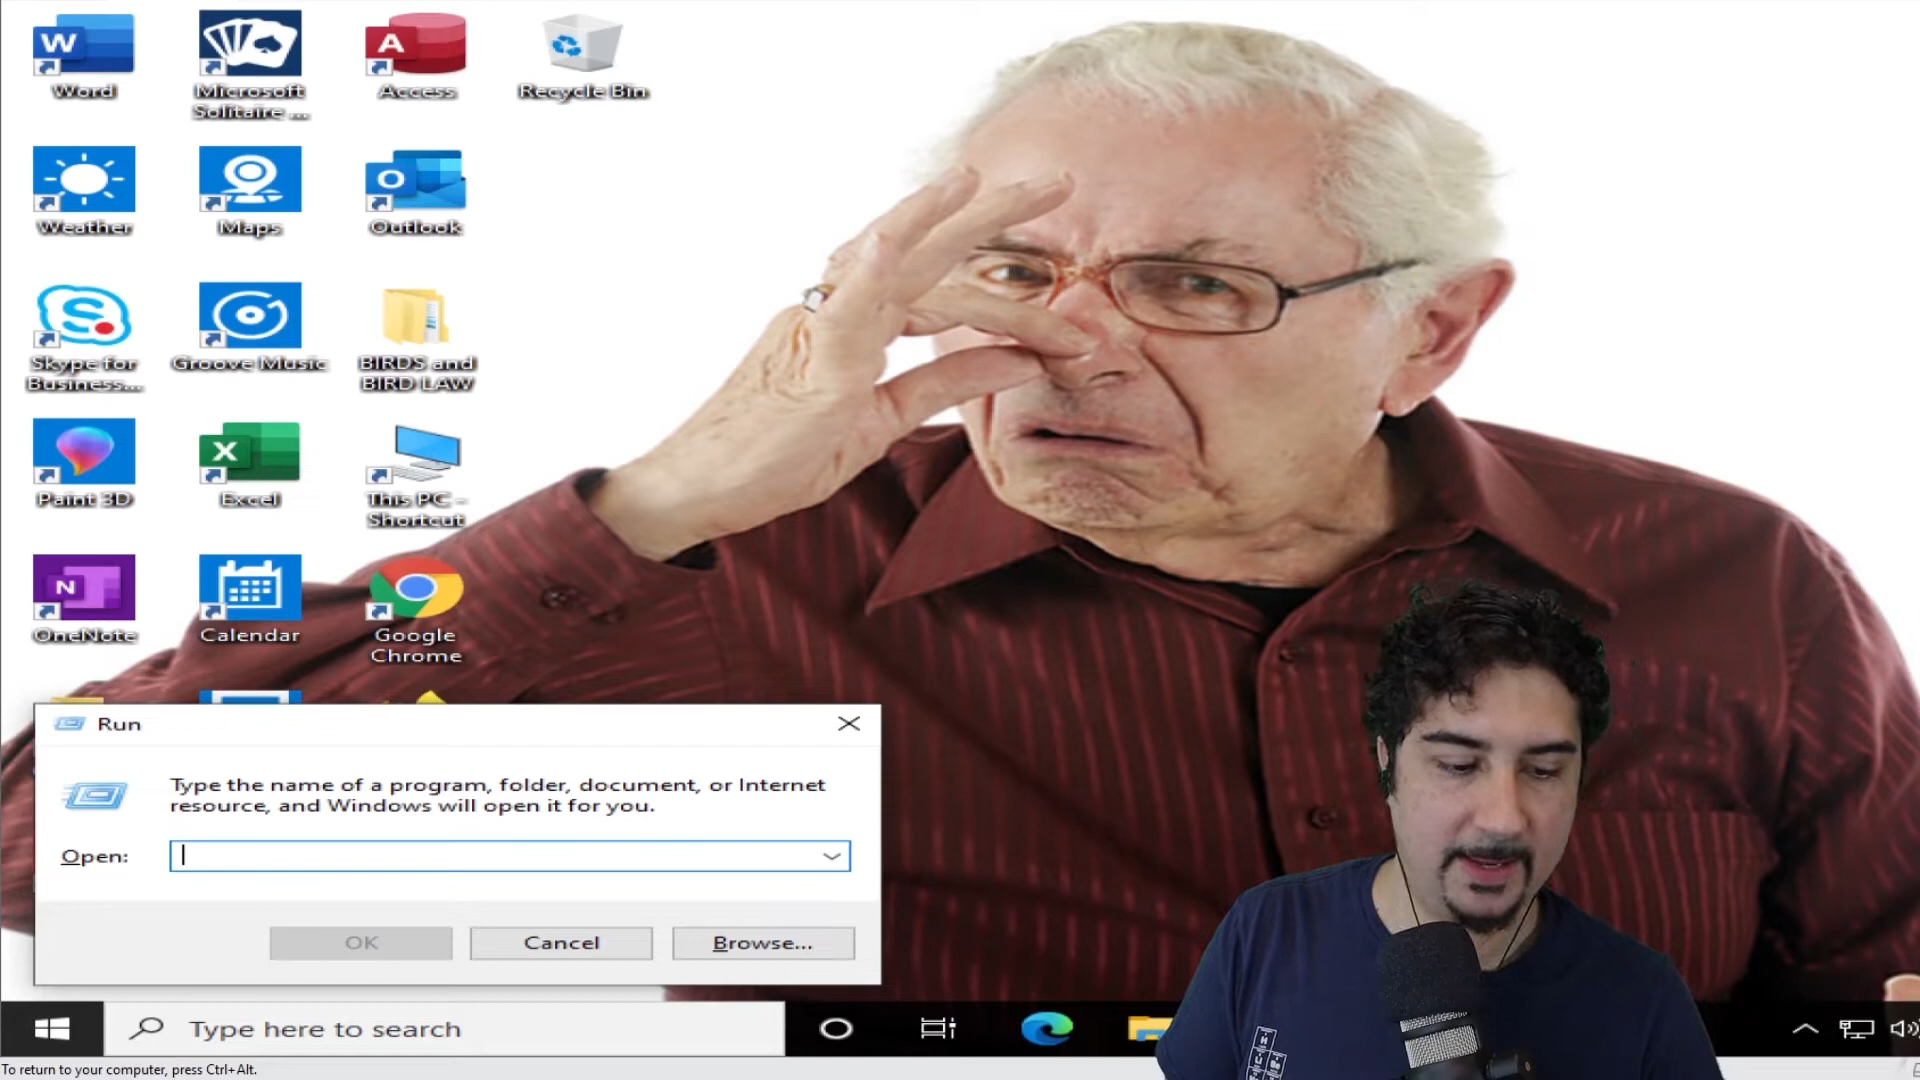 Word
Microsoft
Solitaire ...
Access
Recycle Bin
Weather
Maps
Outlook
Skype for
Business...
Groove Music
BIRDS and
BIRD LAW
Paint 3D
Excel
This PC -
Shortcut
OneNote
Calendar
Google
Chrome
Run
Type the name of a program, folder, document, or Internet
resource, and Windows will open it for you.
Open:
OK
Cancel
Browse...
Type here to search
To return to your computer, press Ctrl+Alt.